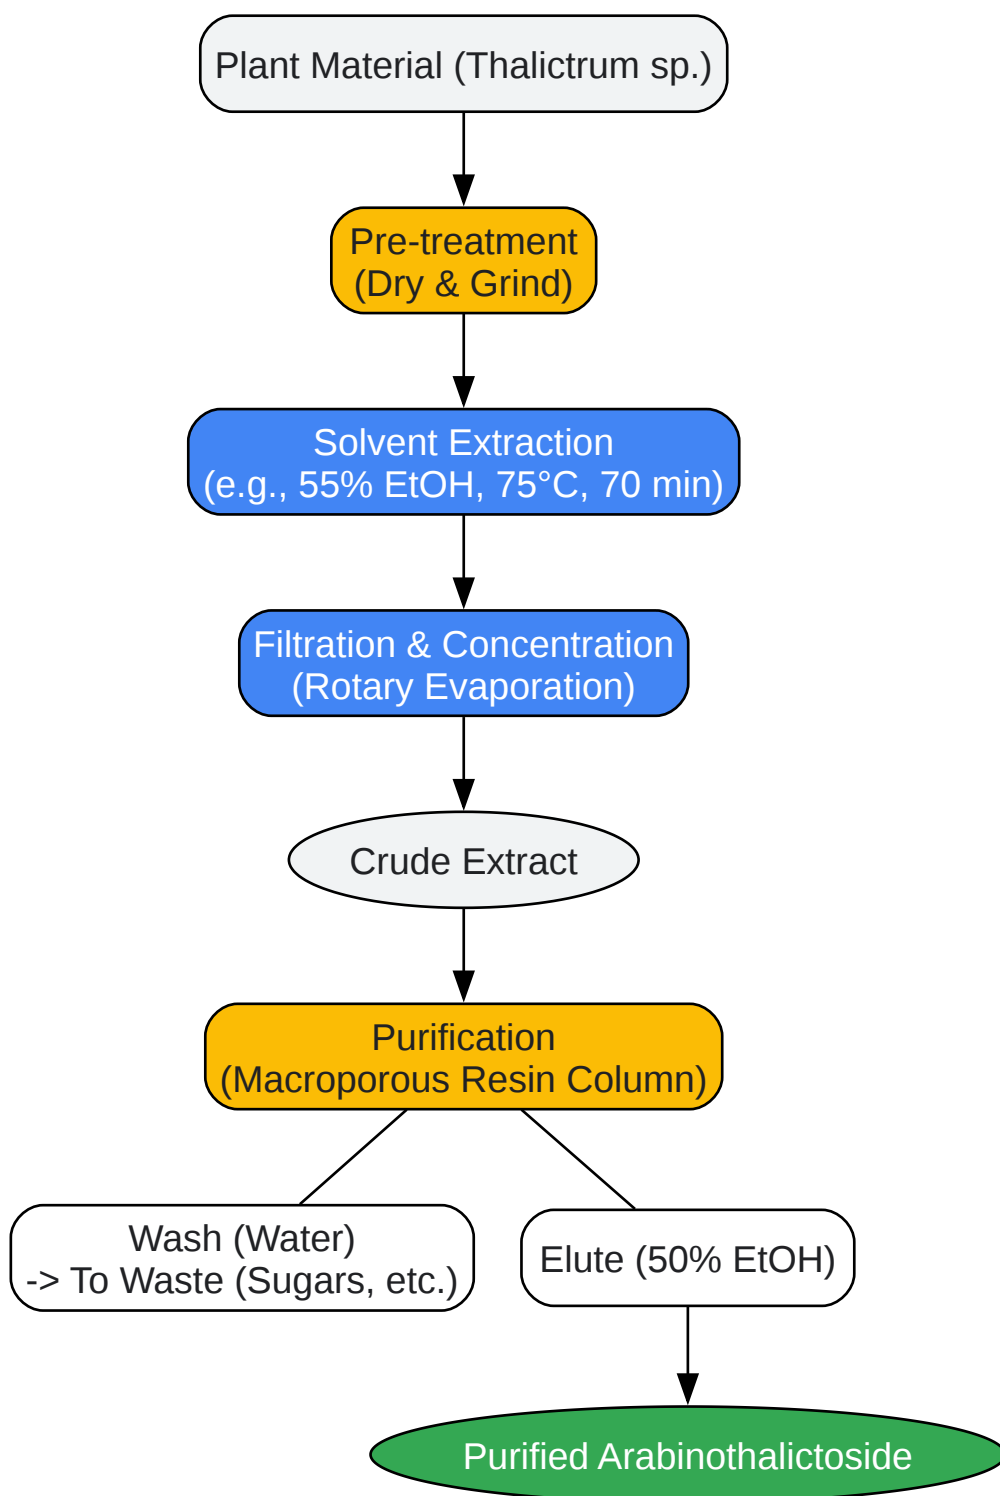 Plant Material (Thalictrum sp.)
Pre-treatment
(Dry & Grind)
Solvent Extraction
(e.g., 55% EtOH, 75°C, 70 min)
Filtration & Concentration
(Rotary Evaporation)
Crude Extract
Purification
(Macroporous Resin Column)
Wash (Water)
-> To Waste (Sugars, etc.)
Elute (50% EtOH)
Purified Arabinothalictoside